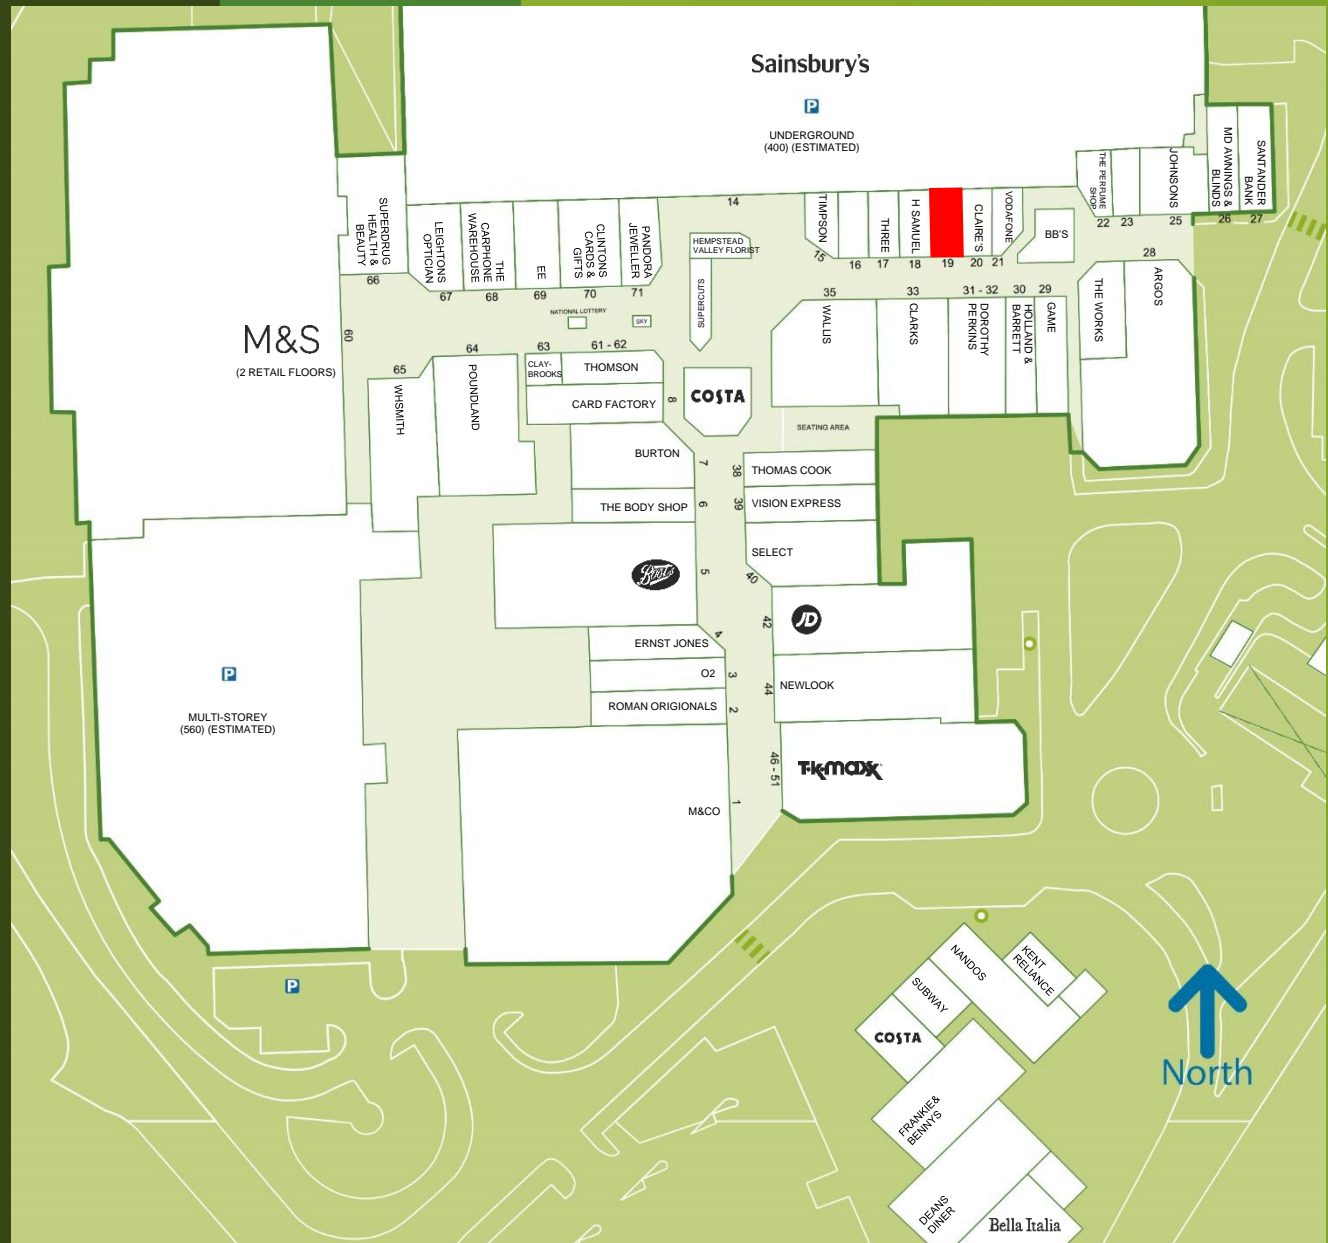 Sainsbury's
P
UNDERGROUND
(400) (ESTIMATED)
MD AWNINGS &
BLINDS
SANTANDER
BANK
JOHNSONS
THE PERFUME
SHOP
22
23
25
26
27
SUPERDRUG
HEALTH &
BEAUTY
66
LEIGHTONS
OPTICIAN
67
THE
CARPHONE
WAREHOUSE
68
EE
69
CLINTONS
CARDS &
GIFTS
70
PANDORA
JEWELLER
71
14
HEMPSTEAD
VALLEY FLORIST
SUPERCUTS
TIMPSON
15
16
THREE
17
H SAMUEL
18
19
CLAIRE'S
20
VODAFONE
21
BB'S
28
NATIONAL LOTTERY
SKY
M&S
(2 RETAIL FLOORS)
60
65
WHSMITH
64
POUNDLAND
63
CLAY-
BROOKS
61 - 62
THOMSON
CARD FACTORY
8
COSTA
35
WALLIS
33
CLARKS
31 - 32
DOROTHY
PERKINS
30
HOLLAND &
BARRETT
29
GAME
THE WORKS
ARGOS
SEATING AREA
BURTON
7
38
THOMAS COOK
THE BODY SHOP
6
39
VISION EXPRESS
SELECT
40
Boots
5
42
JD
ERNST JONES
4
O2
3
44
NEWLOOK
ROMAN ORIGIONALS
2
P
MULTI-STOREY
(560) (ESTIMATED)
46 - 51
T·K·maxx
M&CO
1
P
NANDOS
KENT
RELIANCE
SUBWAY
COSTA
FRANKIE&
BENNYS
DEANS
DINER
Bella Italia
North